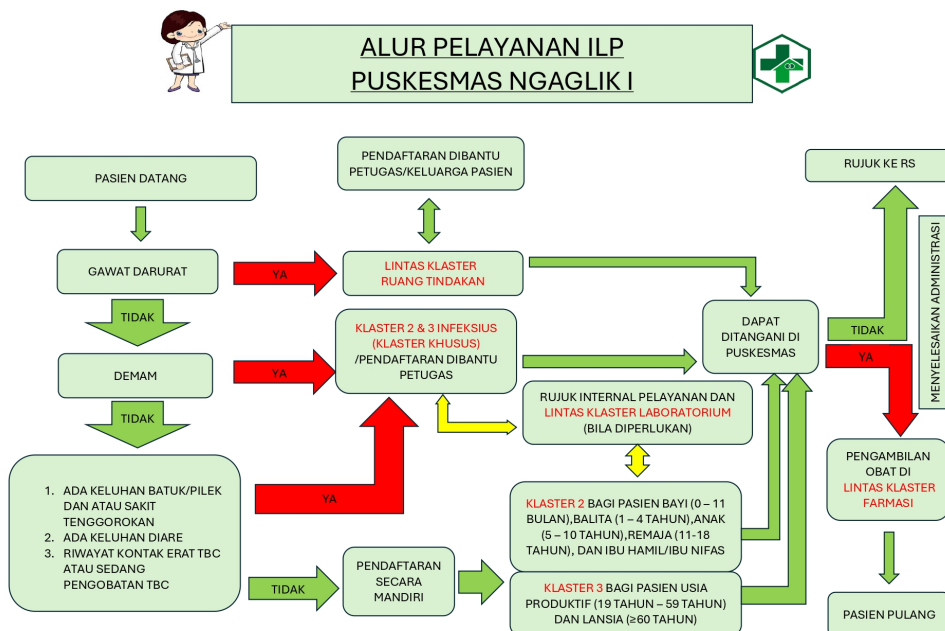 ALUR PELAYANAN ILP
PUSKESMAS NGAGLIK I
PASIEN DATANG
PENDAFTARAN DIBANTU
PETUGAS/KELUARGA PASIEN
RUJUK KE RS
GAWAT DARURAT
YA
LINTAS KLASTER
RUANG TINDAKAN
MENYELESAIKAN ADMINISTRASI
TIDAK
KLASTER 2 & 3 INFEKSIUS
(KLASTER KHUSUS)
/PENDAFTARAN DIBANTU
PETUGAS
DAPAT
DITANGANI DI
PUSKESMAS
TIDAK
YA
DEMAM
YA
TIDAK
RUJUK INTERNAL PELAYANAN DAN
LINTAS KLASTER LABORATORIUM
(BILA DIPERLUKAN)
PENGAMBILAN
OBAT DI
LINTAS KLASTER
FARMASI
1. ADA KELUHAN BATUK/PILEK
DAN ATAU SAKIT
TENGGOROKAN
2. ADA KELUHAN DIARE
3. RIWAYAT KONTAK ERAT TBC
ATAU SEDANG
PENGOBATAN TBC
YA
KLASTER 2 BAGI PASIEN BAYI (0 – 11
BULAN),BALITA (1 – 4 TAHUN),ANAK
(5 – 10 TAHUN),REMAJA (11-18
TAHUN), DAN IBU HAMIL/IBU NIFAS
TIDAK
PENDAFTARAN
SECARA
MANDIRI
KLASTER 3 BAGI PASIEN USIA
PRODUKTIF (19 TAHUN – 59 TAHUN)
DAN LANSIA (≥60 TAHUN)
PASIEN PULANG